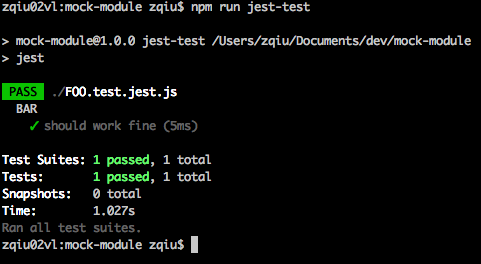 zqiu02vl:mock-module zqiu$ npm run jest-test
> mock-module@1.0.0 jest-test /Users/zqiu/Documents/dev/mock-module
> jest
PASS ./FOO.test.jest.js
BAR
✓ should work fine (5ms)
Test Suites: 1 passed, 1 total
Tests: 1 passed, 1 total
Snapshots: 0 total
Time: 1.027s
Ran all test suites.
zqiu02vl:mock-module zqiu$